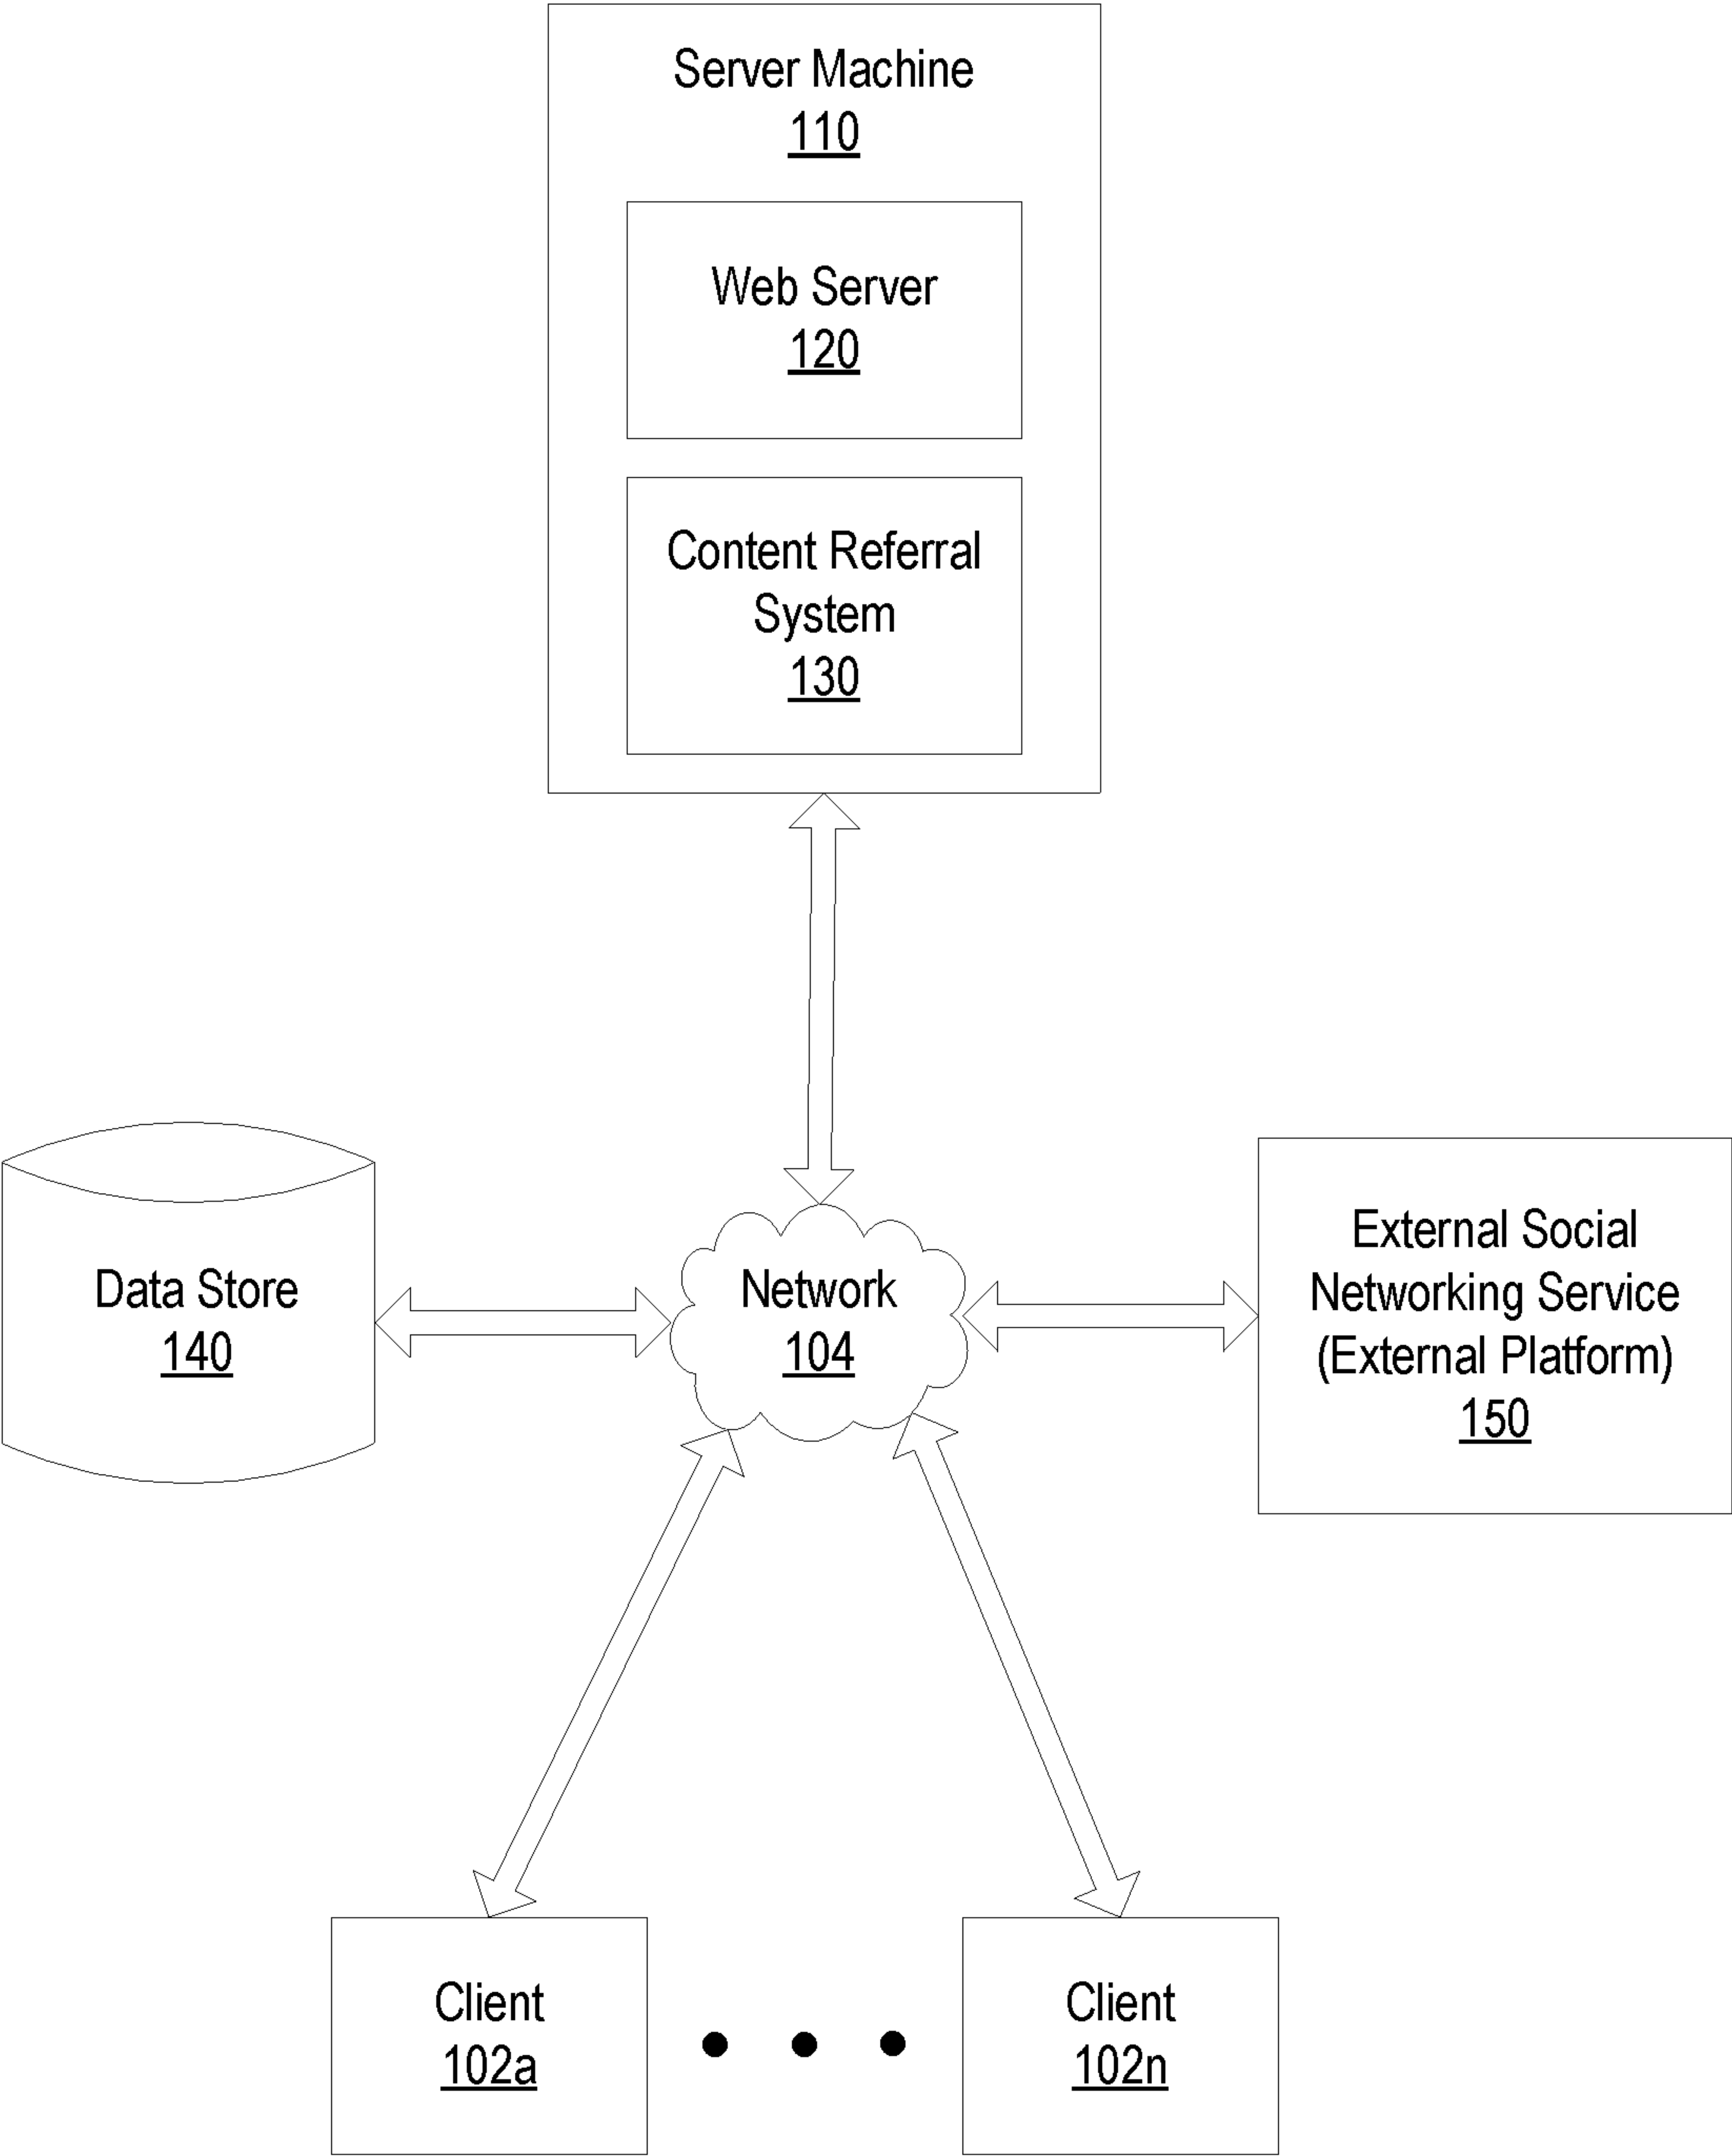 Server Machine
110
Web Server
120
Content Referral
System
130
Data Store
140
Network
104
External Social
Networking Service
(External Platform)
150
Client
102a
Client
102n